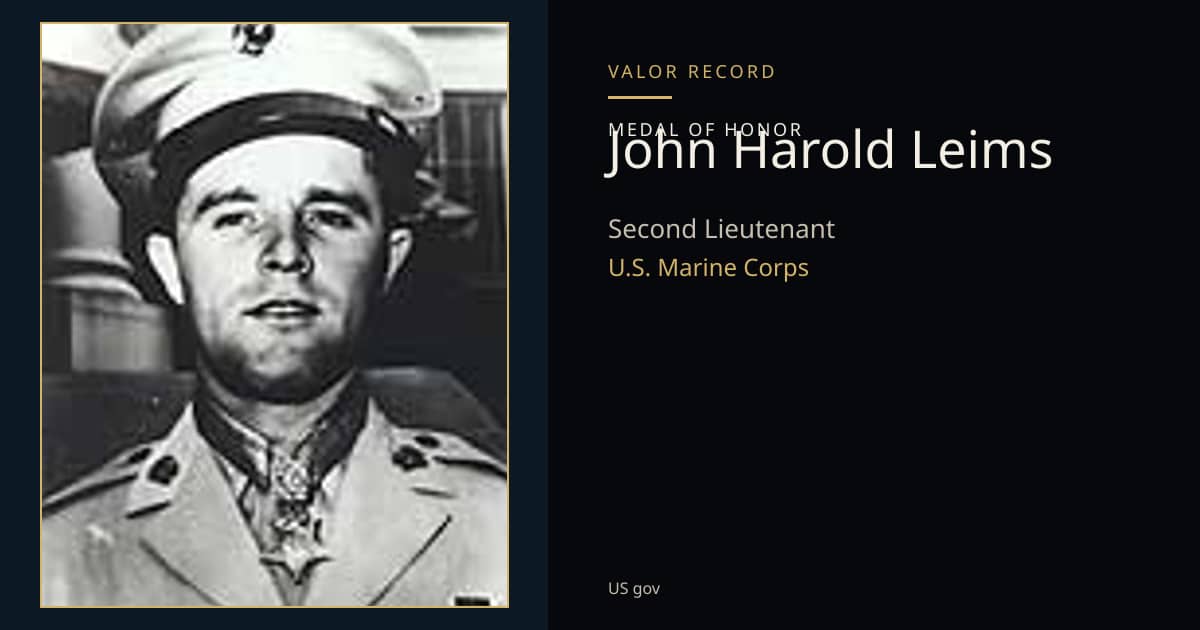 VALOR RECORD
MEDAL OF HONOR
John Harold Leims
Second Lieutenant
U.S. Marine Corps
US gov